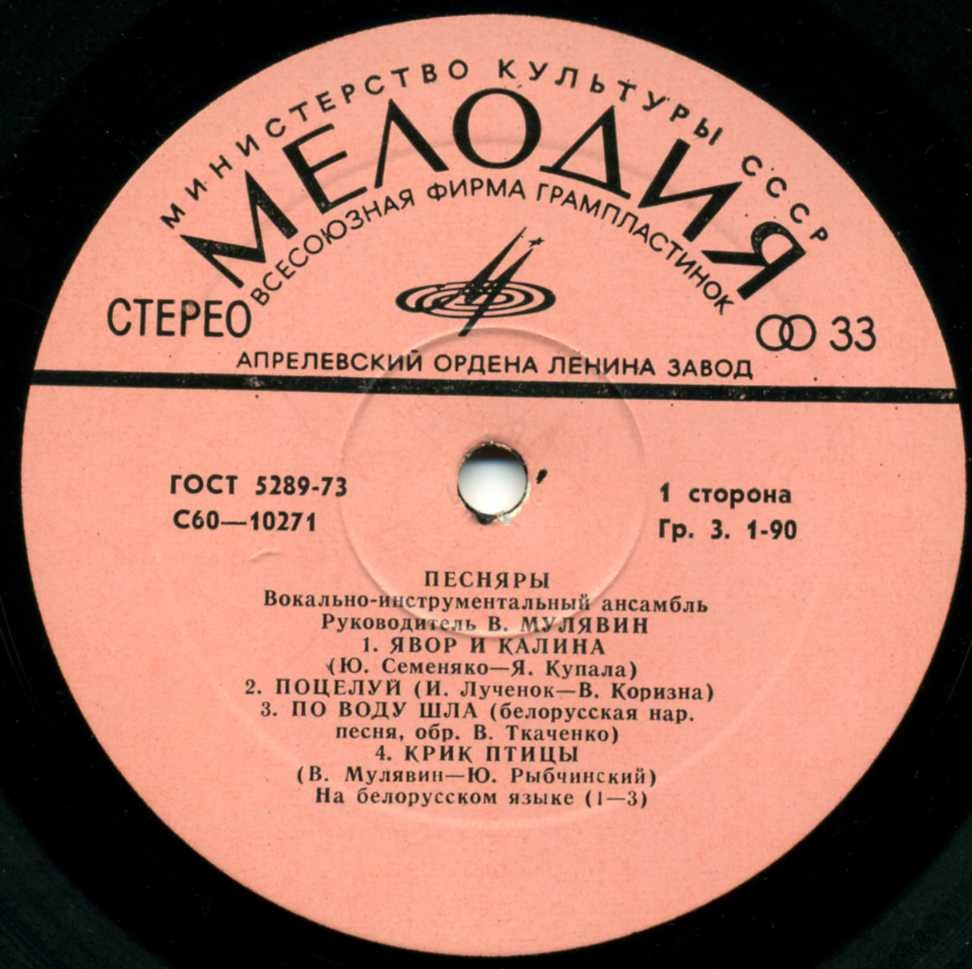 МИНИСТЕРСТВО КУЛЬТУРЫ СССР
МЕЛОДИЯ
ВСЕСОЮЗНАЯ ФИРМА ГРАМПЛАСТИНОК
СТЕРЕО
33
АПРЕЛЕВСКИЙ ОРДЕНА ЛЕНИНА ЗАВОД
ГОСТ 5289-73
С60—10271
1 сторона
Гр. 3. 1-90
ПЕСНЯРЫ
Вокально-инструментальный ансамбль
Руководитель В. МУЛЯВИН
1. ЯВОР И КАЛИНА
(Ю. Семеняко—Я. Купала)
2. ПОЦЕЛУЙ (И. Лученок—В. Коризна)
3. ПО ВОДУ ШЛА (белорусская нар.
песня, обр. В. Ткаченко)
4. КРИК ПТИЦЫ
(В. Мулявин—Ю. Рыбчинский)
На белорусском языке (1—3)